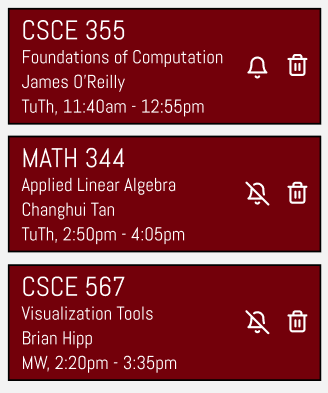 CSCE 355
Foundations of Computation
James O'Reilly
TuTh, 11:40am - 12:55pm
MATH 344
Applied Linear Algebra
Changhui Tan
TuTh, 2:50pm - 4:05pm
CSCE 567
Visualization Tools
Brian Hipp
MW, 2:20pm - 3:35pm